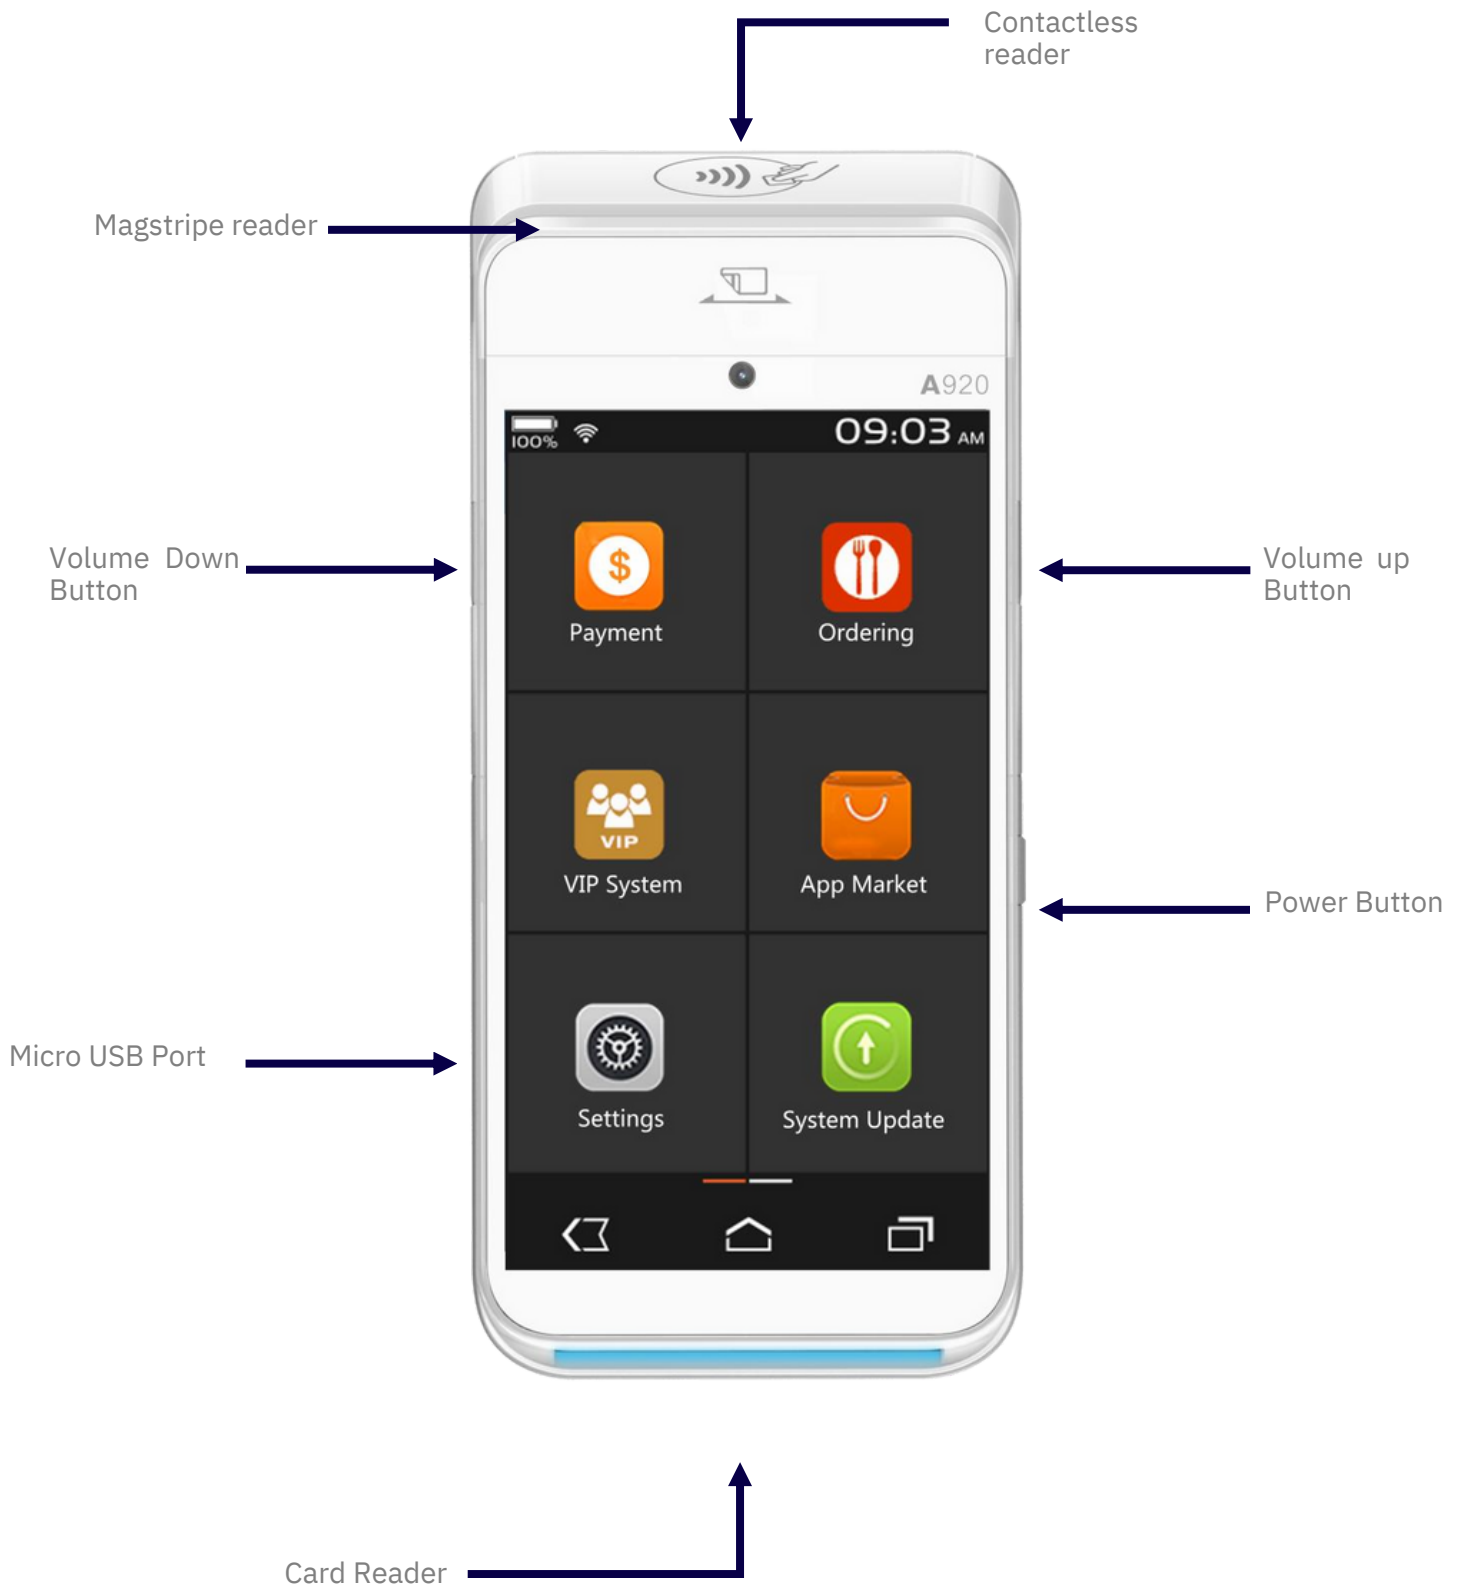 Contactless
reader
Magstripe reader
A920
100%
09:03 AM
Volume Down
Button
Volume up
Button
$
Payment
Ordering
VIP
VIP System
App Market
Power Button
Micro USB Port
Settings
System Update
Card Reader